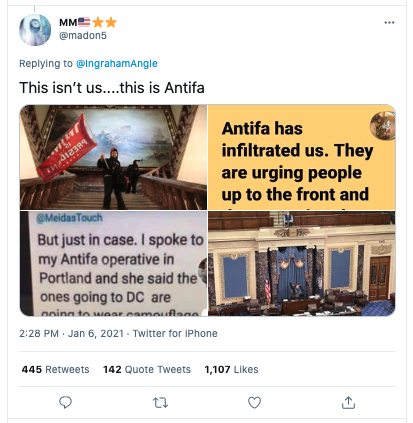 MM🇺🇸⭐⭐
@madon5
Replying to @IngrahamAngle
This isn't us....this is Antifa
Antifa has
infiltrated us. They
are urging people
up to the front and
@MeidasTouch
But just in case. I spoke to
my Antifa operative in
Portland and she said the
ones going to DC are
going to wear camouflage
2:28 PM · Jan 6, 2021 · Twitter for iPhone
445 Retweets 142 Quote Tweets 1,107 Likes